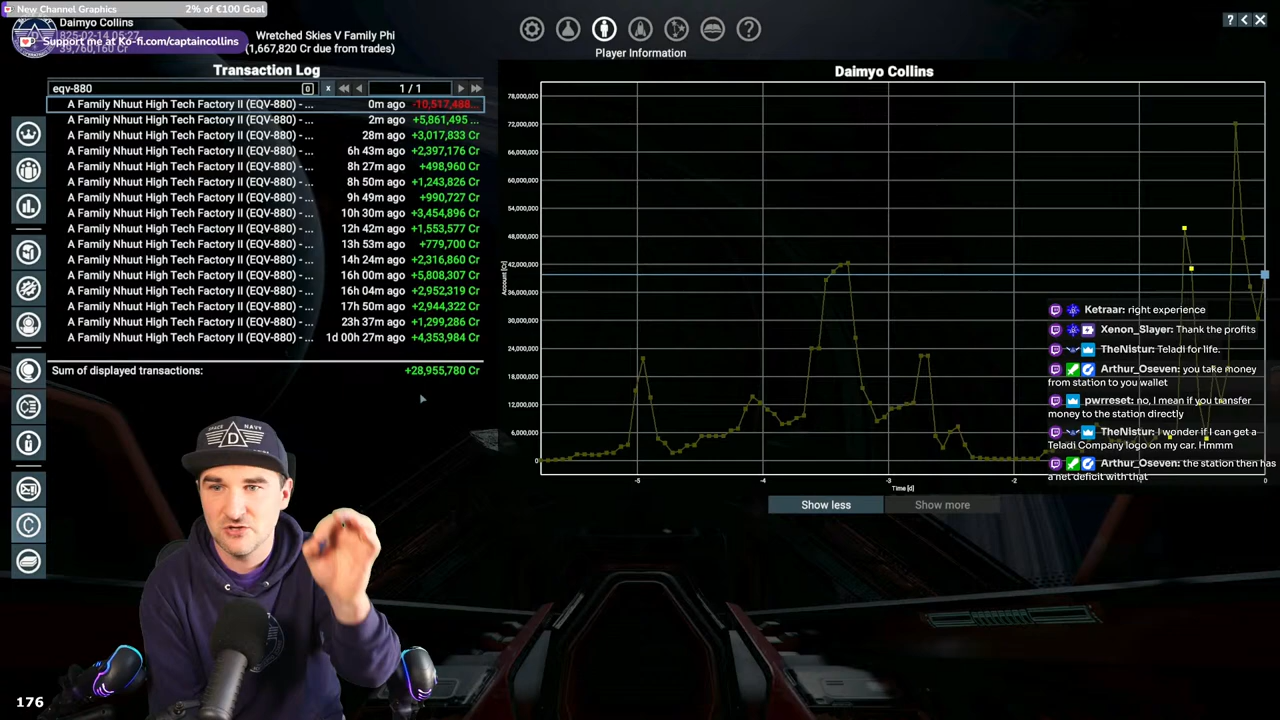 New Channel Graphics 2% of €100 Goal
Daimyo Collins
825-02-14 05:27
39,760,160 Cr
Support me at Ko-fi.com/captaincollins
Wretched Skies V Family Phi
(1,667,820 Cr due from trades)
Player Information
Transaction Log
eqv-880 0 x 1 / 1
A Family Nhuut High Tech Factory II (EQV-880) - ... 0m ago -10,517,488...
A Family Nhuut High Tech Factory II (EQV-880) - ... 2m ago +5,861,495 ...
A Family Nhuut High Tech Factory II (EQV-880) - ... 28m ago +3,017,833 Cr
A Family Nhuut High Tech Factory II (EQV-880) - ... 6h 43m ago +2,397,176 Cr
A Family Nhuut High Tech Factory II (EQV-880) - ... 8h 27m ago +498,960 Cr
A Family Nhuut High Tech Factory II (EQV-880) - ... 8h 50m ago +1,243,826 Cr
A Family Nhuut High Tech Factory II (EQV-880) - ... 9h 49m ago +990,727 Cr
A Family Nhuut High Tech Factory II (EQV-880) - ... 10h 30m ago +3,454,896 Cr
A Family Nhuut High Tech Factory II (EQV-880) - ... 12h 42m ago +1,553,577 Cr
A Family Nhuut High Tech Factory II (EQV-880) - ... 13h 53m ago +779,700 Cr
A Family Nhuut High Tech Factory II (EQV-880) - ... 14h 24m ago +2,316,860 Cr
A Family Nhuut High Tech Factory II (EQV-880) - ... 16h 00m ago +5,808,307 Cr
A Family Nhuut High Tech Factory II (EQV-880) - ... 16h 04m ago +2,952,319 Cr
A Family Nhuut High Tech Factory II (EQV-880) - ... 17h 50m ago +2,944,322 Cr
A Family Nhuut High Tech Factory II (EQV-880) - ... 23h 37m ago +1,299,286 Cr
A Family Nhuut High Tech Factory II (EQV-880) - ... 1d 00h 27m ago +4,353,984 Cr
Sum of displayed transactions: +28,955,780 Cr
Daimyo Collins
78,000,000
72,000,000
66,000,000
60,000,000
54,000,000
48,000,000
42,000,000
36,000,000
30,000,000
24,000,000
18,000,000
12,000,000
6,000,000
0
Account [Cr]
-5 -4 -3 -2 0
Time [d]
Show less Show more
Ketraar: right experience
Xenon_Slayer: Thank the profits
TheNistur: Teladi for life.
Arthur_Oseven: you take money
from station to you wallet
pwrreset: no, I mean if you transfer
money to the station directly
TheNistur: I wonder if I can get a
Teladi Company logo on my car. Hmmm
Arthur_Oseven: the station then has
a net deficit with that
SPACE NAVY
D
176